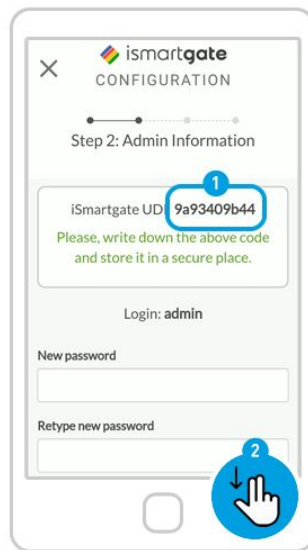 ismartgate
CONFIGURATION
Step 2: Admin Information
1
iSmartgate UDI 9a93409b44
Please, write down the above code
and store it in a secure place.
Login: admin
New password
Retype new password
2